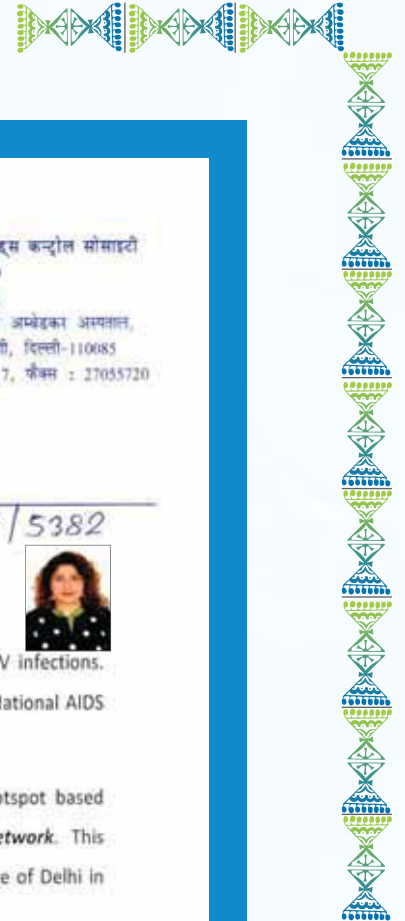 कन्ट्रोल सोसाइटी
अम्बेडकर अस्पताल,
दिल्ली-110085
7, फैक्स : 27055720
/5382
V infections.
National AIDS
tspot based
etwork. This
e of Delhi in